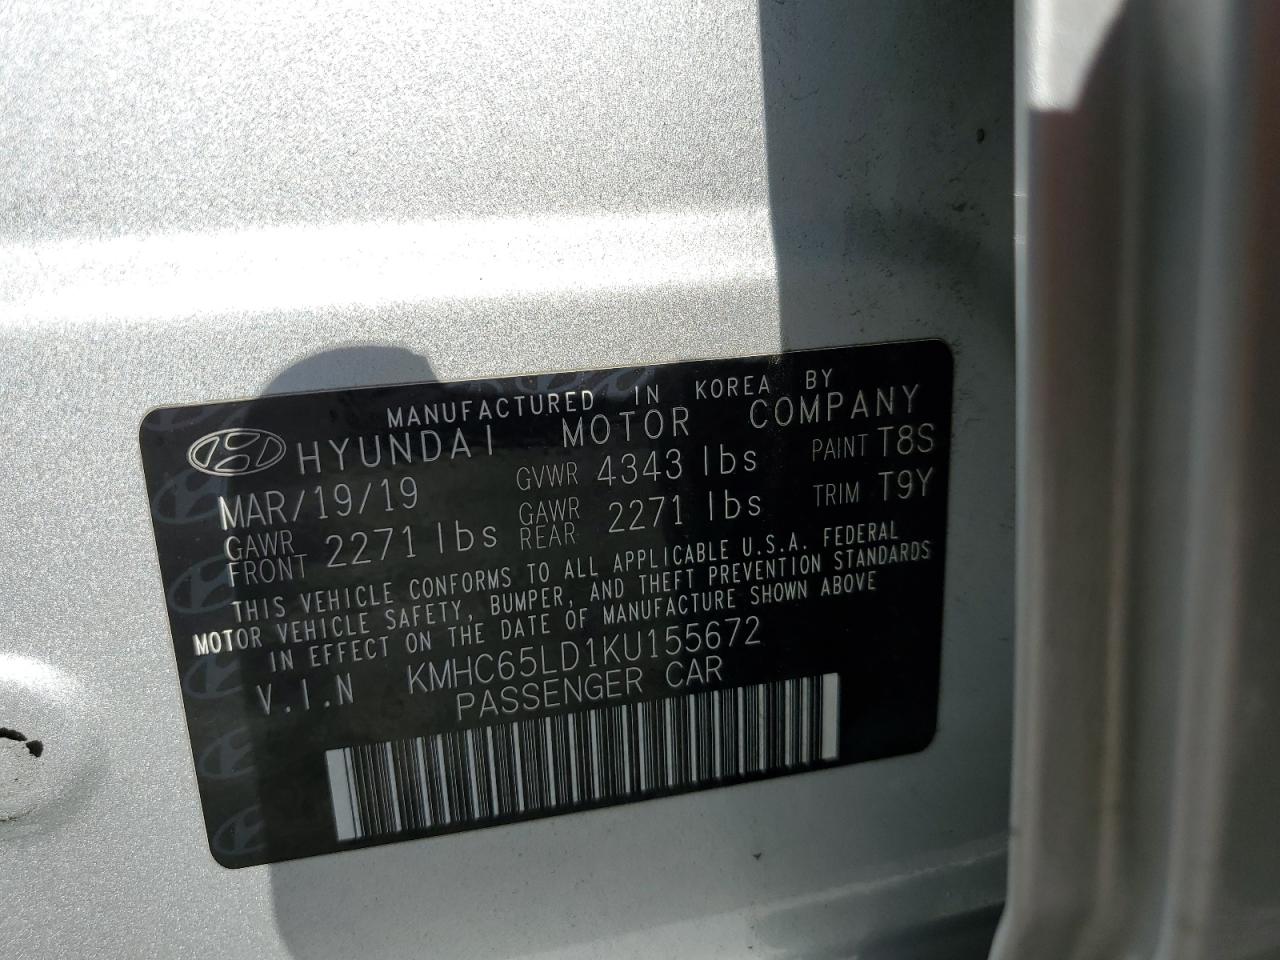 MANUFACTURED IN KOREA BY
HYUNDAI MOTOR COMPANY
MAR/19/19 GVWR 4343 lbs PAINT T8S
GAWR FRONT 2271 lbs GAWR REAR 2271 lbs TRIM T9Y
THIS VEHICLE CONFORMS TO ALL APPLICABLE U.S.A. FEDERAL
MOTOR VEHICLE SAFETY, BUMPER, AND THEFT PREVENTION STANDARDS
IN EFFECT ON THE DATE OF MANUFACTURE SHOWN ABOVE
V.I.N KMHC65LD1KU155672
PASSENGER CAR